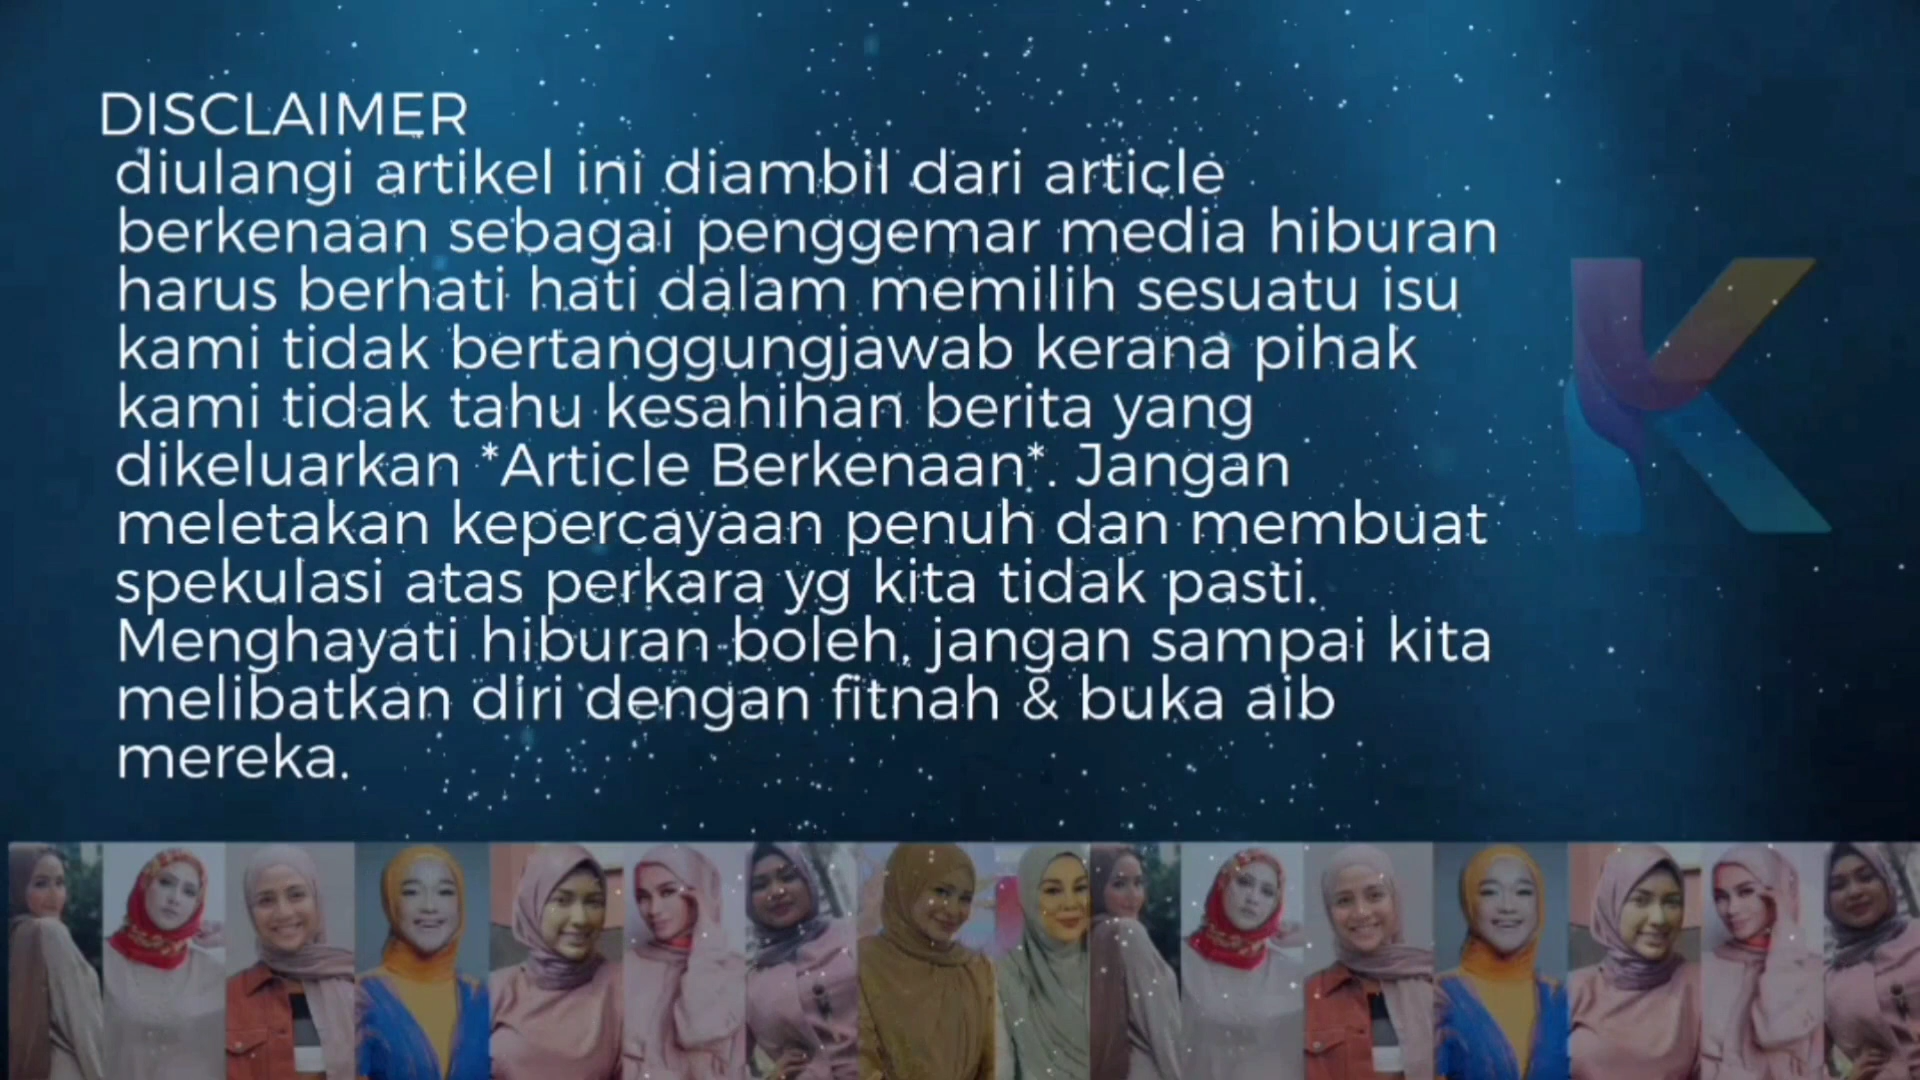 DISCLAIMER
diulangi artikel ini diambil dari article
berkenaan sebagai penggemar media hiburan
harus berhati hati dalam memilih sesuatu isu
kami tidak bertanggungjawab kerana pihak
kami tidak tahu kesahihan berita yang
dikeluarkan *Article Berkenaan*. Jangan
meletakan kepercayaan penuh dan membuat
spekulasi atas perkara yg kita tidak pasti.
Menghayati hiburan boleh, jangan sampai kita
melibatkan diri dengan fitnah & buka aib
mereka.
K